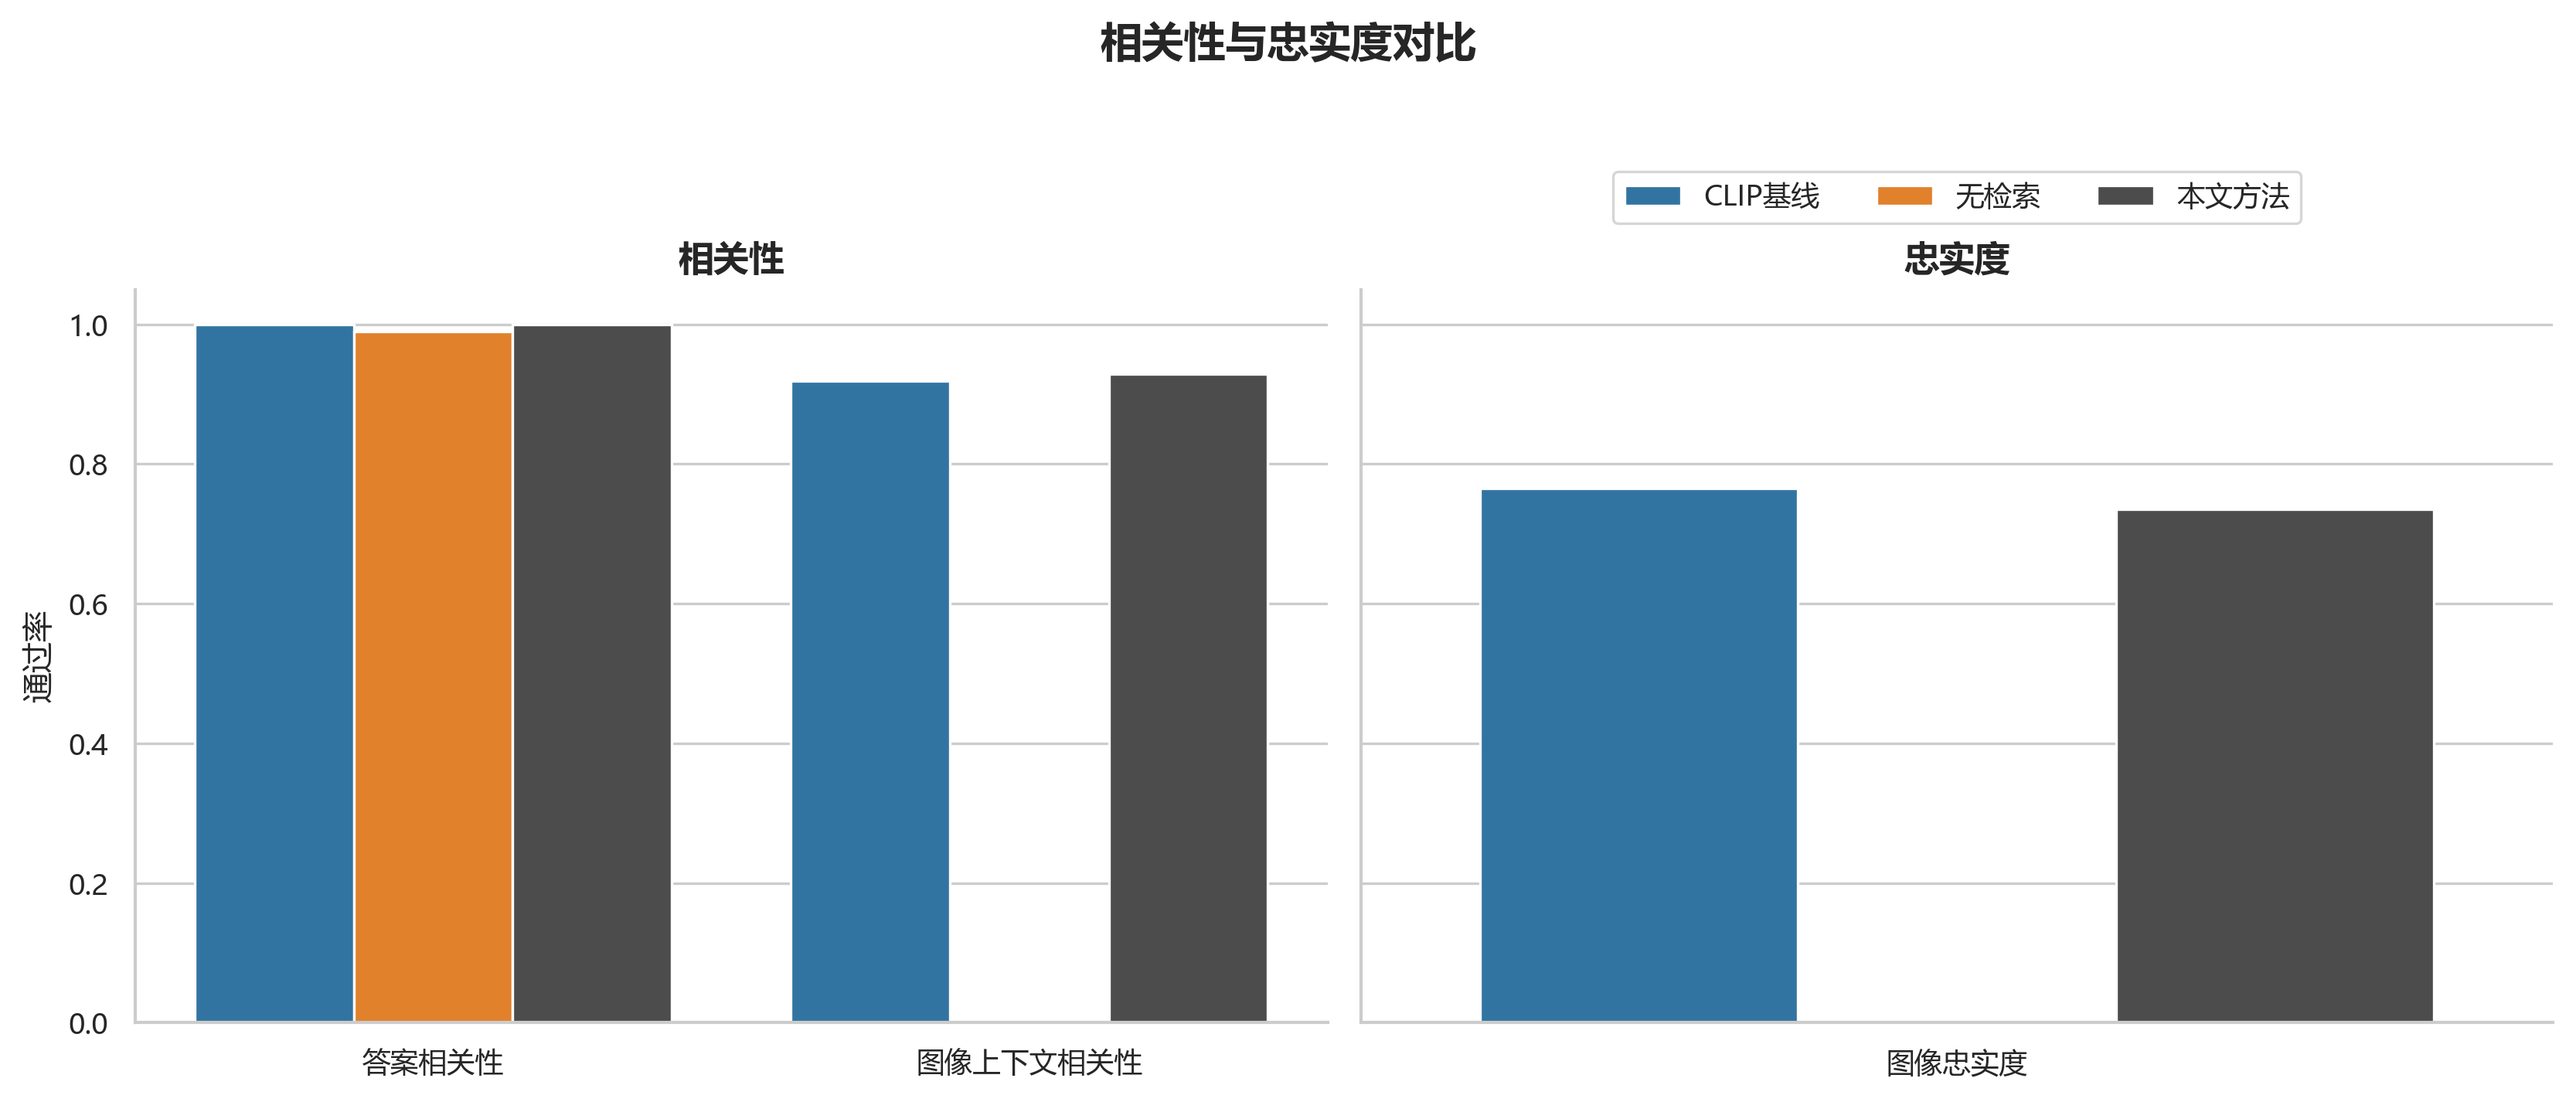 相关性与忠实度对比
CLIP基线 无检索 本文方法
相关性 忠实度
通过率
1.0
0.8
0.6
0.4
0.2
0.0
答案相关性 图像上下文相关性 图像忠实度